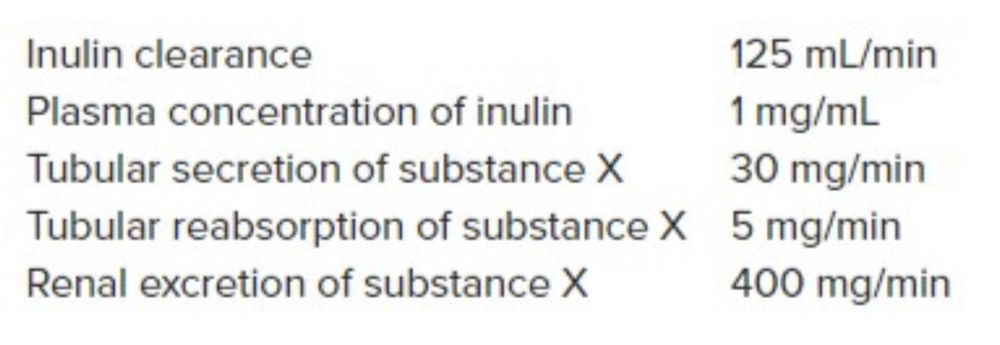 Inulin clearance 125 mL/min
Plasma concentration of inulin 1 mg/mL
Tubular secretion of substance X 30 mg/min
Tubular reabsorption of substance X 5 mg/min
Renal excretion of substance X 400 mg/min